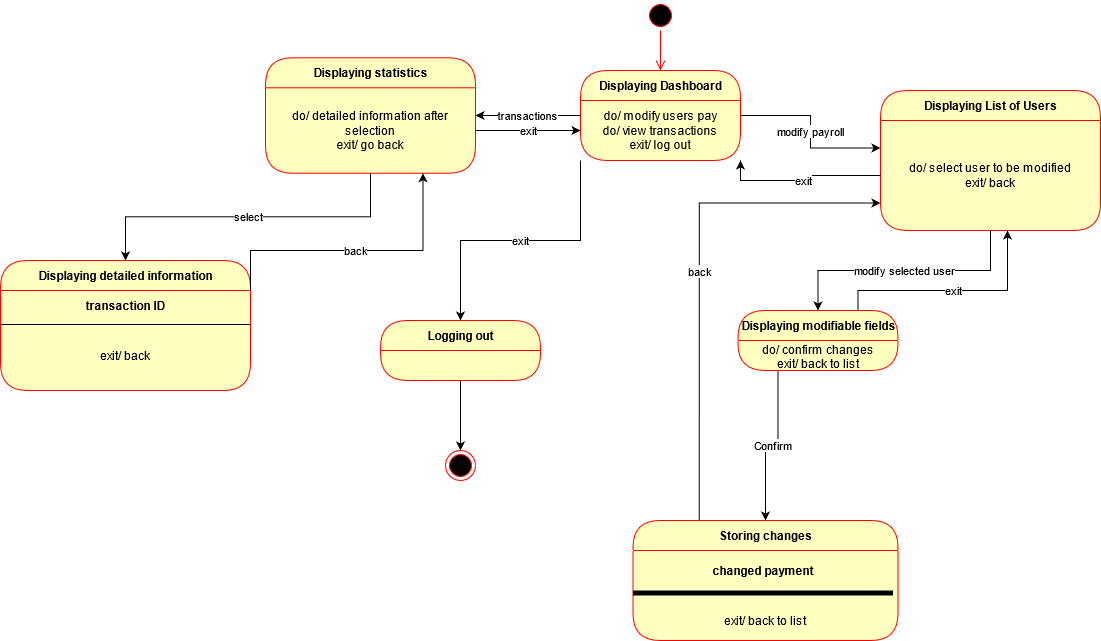 Displaying statistics
do/ detailed information after
selection
exit/ go back
transactions
exit
Displaying Dashboard
do/ modify users pay
do/ view transactions
exit/ log out
modify payroll
exit
Displaying List of Users
do/ select user to be modified
exit/ back
select
back
exit
back
modify selected user
exit
Displaying detailed information
transaction ID
exit/ back
Logging out
Displaying modifiable fields
do/ confirm changes
exit/ back to list
Confirm
Storing changes
changed payment
exit/ back to list